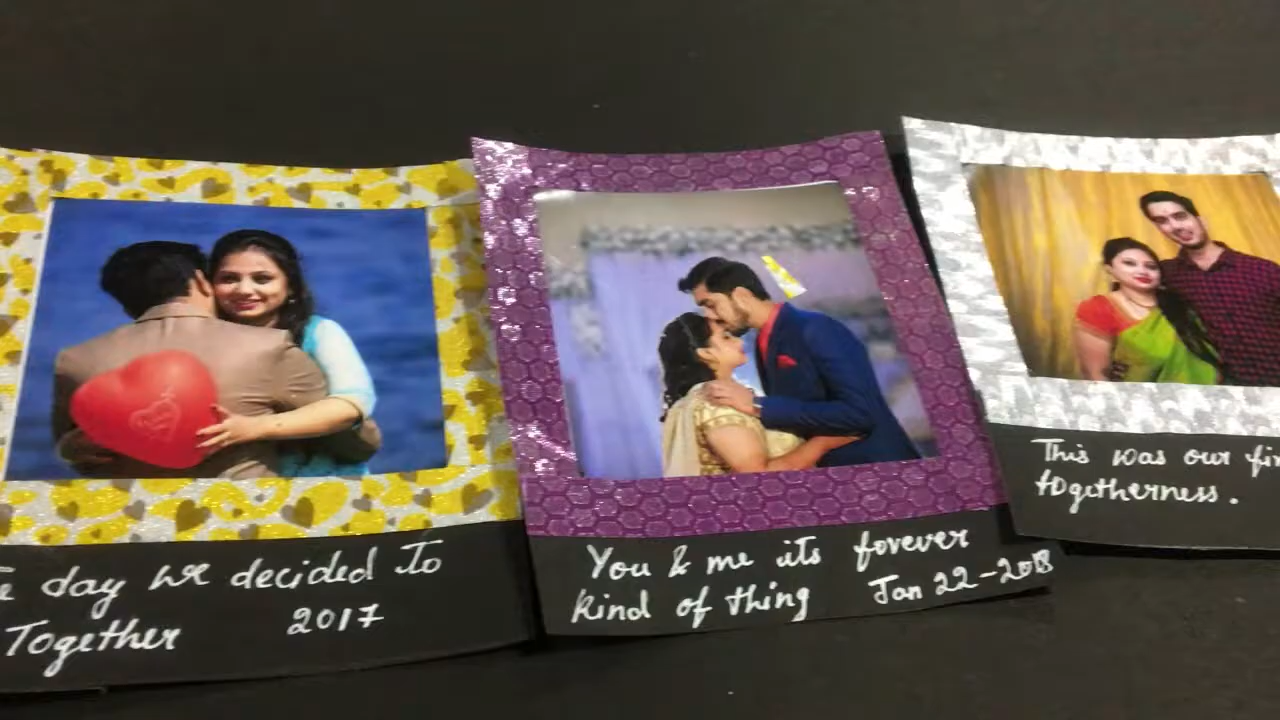 day we decided to
Together 2017
You & me its forever
kind of thing Jan 22-2018
This was our
togetherness.